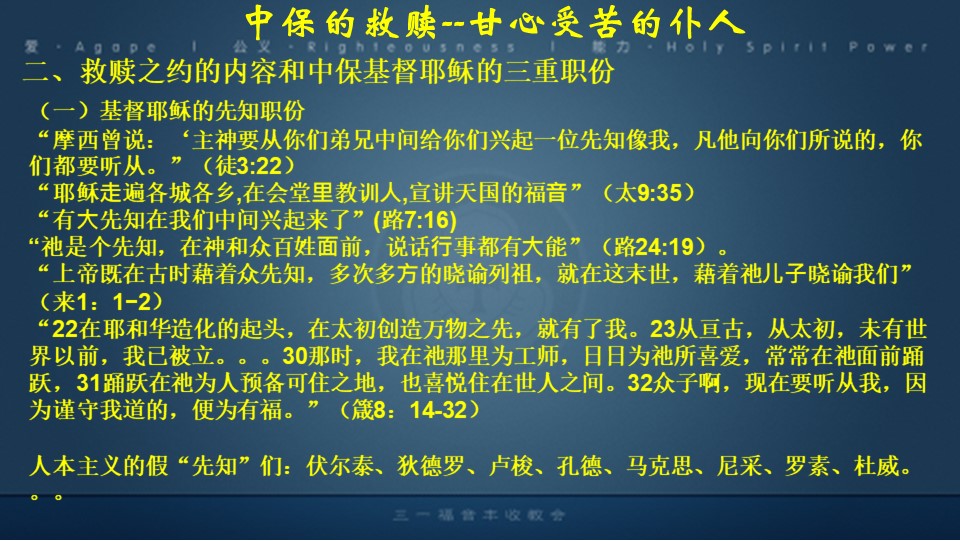 中保的救赎--甘心受苦的仆人
爱 · Agape | 公义 · Righteousness | 能力 · Holy Spirit Power
二、救赎之约的内容和中保基督耶稣的三重职份
（一）基督耶稣的先知职份
“摩西曾说：‘主神要从你们弟兄中间给你们兴起一位先知像我，凡他向你们所说的，你
们都要听从。”（徒3:22）
“耶稣走遍各城各乡,在会堂里教训人,宣讲天国的福音”（太9:35）
“有大先知在我们中间兴起来了”(路7:16)
“祂是个先知，在神和众百姓面前，说话行事都有大能”（路24:19）。
“上帝既在古时藉着众先知，多次多方的晓谕列祖，就在这末世，藉着祂儿子晓谕我们”
（来1：1-2）
“22在耶和华造化的起头，在太初创造万物之先，就有了我。23从亘古，从太初，未有世
界以前，我已被立。。。30那时，我在祂那里为工师，日日为祂所喜爱，常常在祂面前踊
跃，31踊跃在祂为人预备可住之地，也喜悦住在世人之间。32众子啊，现在要听从我，因
为谨守我道的，便为有福。”（箴8：14-32）
人本主义的假“先知”们：伏尔泰、狄德罗、卢梭、孔德、马克思、尼采、罗素、杜威。
。。
三一福音丰收教会